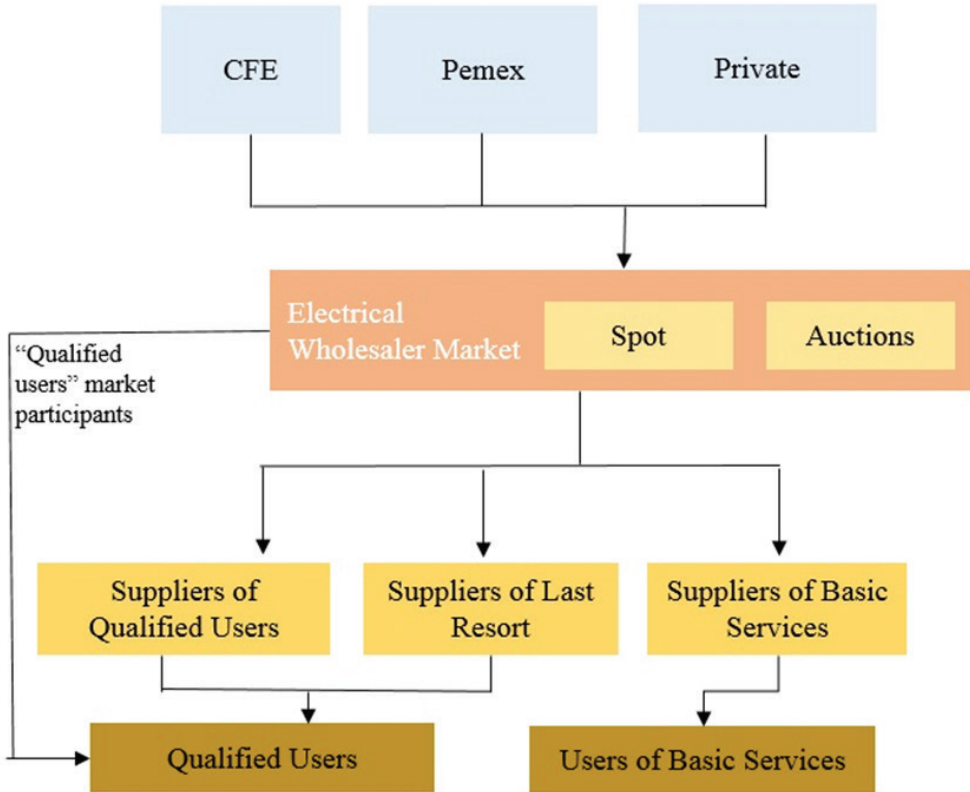 CFE
Pemex
Private
Electrical
Wholesaler Market
Spot
Auctions
“Qualified
users” market
participants
Suppliers of
Qualified Users
Suppliers of Last
Resort
Suppliers of Basic
Services
Qualified Users
Users of Basic Services